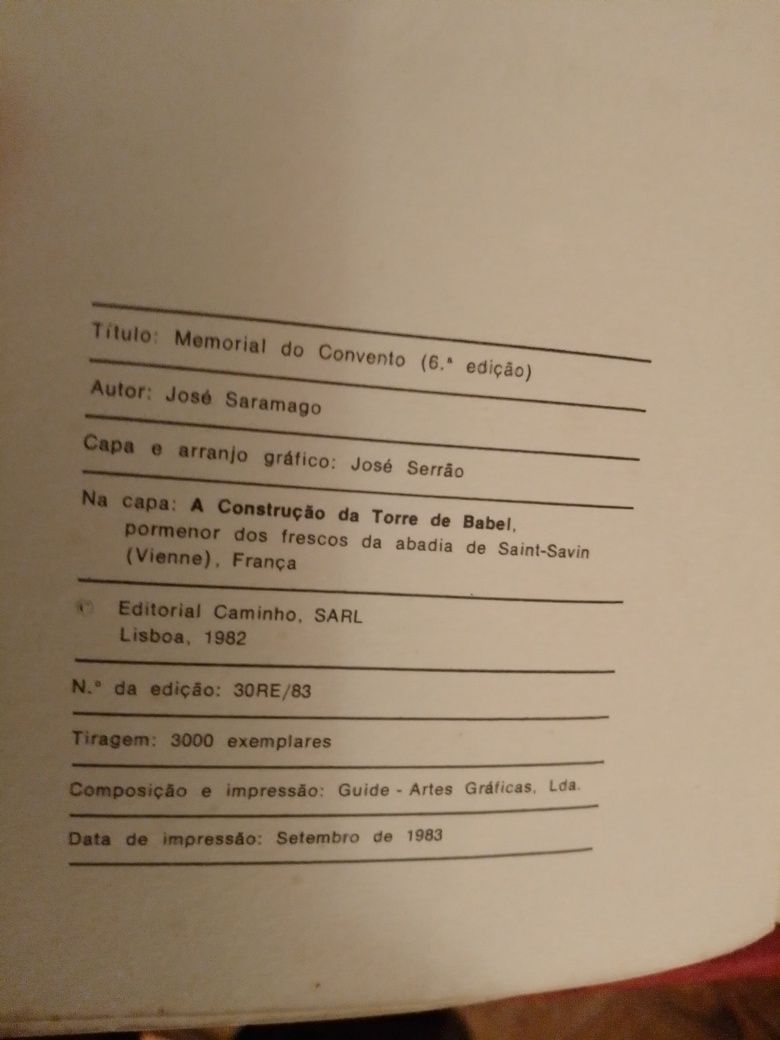 Título: Memorial do Convento (6.ª edição)
Autor: José Saramago
Capa e arranjo gráfico: José Serrão
Na capa: A Construção da Torre de Babel,
pormenor dos frescos da abadia de Saint-Savin
(Vienne), França
© Editorial Caminho, SARL
Lisboa, 1982
N.º da edição: 30RE/83
Tiragem: 3000 exemplares
Composição e impressão: Guide - Artes Gráficas, Lda.
Data de impressão: Setembro de 1983